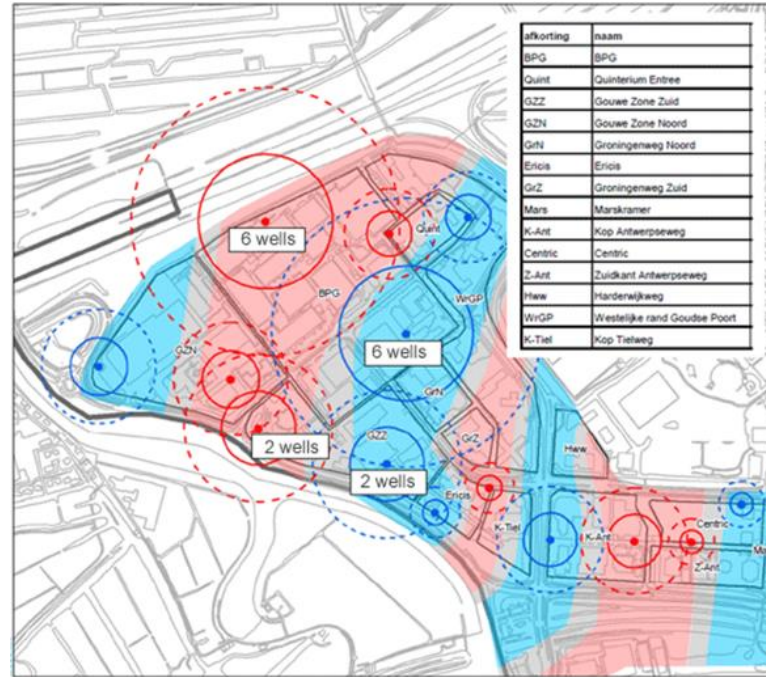 afkorting naam
BPG BPG
Quint Quinterium Entree
GZZ Gouwe Zone Zuid
GZN Gouwe Zone Noord
GrN Groningenweg Noord
Ericis Ericis
GrZ Groningenweg Zuid
Mars Marskramer
K-Ant Kop Antwerpseweg
Centric Centric
Z-Ant Zuidkant Antwerpseweg
Hww Harderwijkweg
WrGP Westelijke rand Goudse Poort
K-Tiel Kop Tielweg
Quint
6 wells
BPG
WrGP
GZN
6 wells
GrN
GZZ
GrZ
2 wells
Hww
2 wells
Ericis
K-Tiel
K-Ant
Centric
Z-Ant
Ma